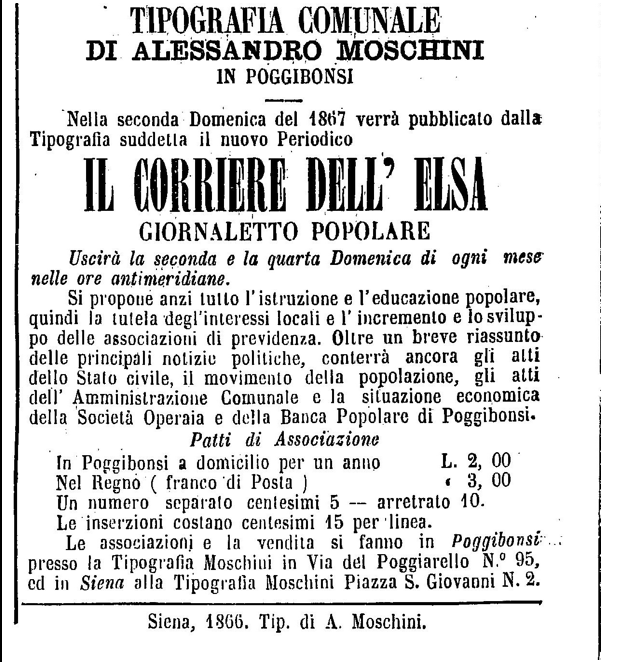 TIPOGRAFIA COMUNALE
DI ALESSANDRO MOSCHINI
IN POGGIBONSI
Nella seconda Domenica del 1867 verrà pubblicato dalla
Tipografia suddetta il nuovo Periodico
IL CORRIERE DELL' ELSA
GIORNALETTO POPOLARE
Uscirà la seconda e la quarta Domenica di ogni mese
nelle ore antimeridiane.
Si propone anzi tutto l'istruzione e l'educazione popolare,
quindi la tutela degl'interessi locali e l' incremento e lo svilup-
po delle associazioni di previdenza. Oltre un breve riassunto
delle principali notizie politiche, conterrà ancora gli atti
dello Stato civile, il movimento della popolazione, gli atti
dell' Amministrazione Comunale e la situazione economica
della Società Operaia e della Banca Popolare di Poggibonsi.
Patti di Associazione
In Poggibonsi a domicilio per un anno L. 2, 00
Nel Regno ( franco di Posta ) « 3, 00
Un numero separato centesimi 5 — arretrato 10.
Le inserzioni costano centesimi 15 per linea.
Le associazioni e la vendita si fanno in Poggibonsi
presso la Tipografia Moschini in Via del Poggiarello N.º 95,
ed in Siena alla Tipografia Moschini Piazza S. Giovanni N. 2.
Siena, 1866. Tip. di A. Moschini.